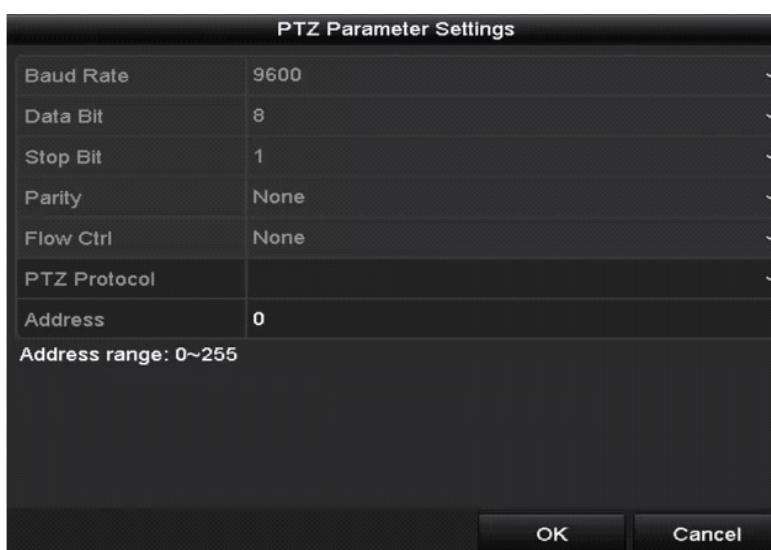 PTZ Parameter Settings
Baud Rate 9600
Data Bit 8
Stop Bit 1
Parity None
Flow Ctrl None
PTZ Protocol
Address 0
Address range: 0~255
OK Cancel